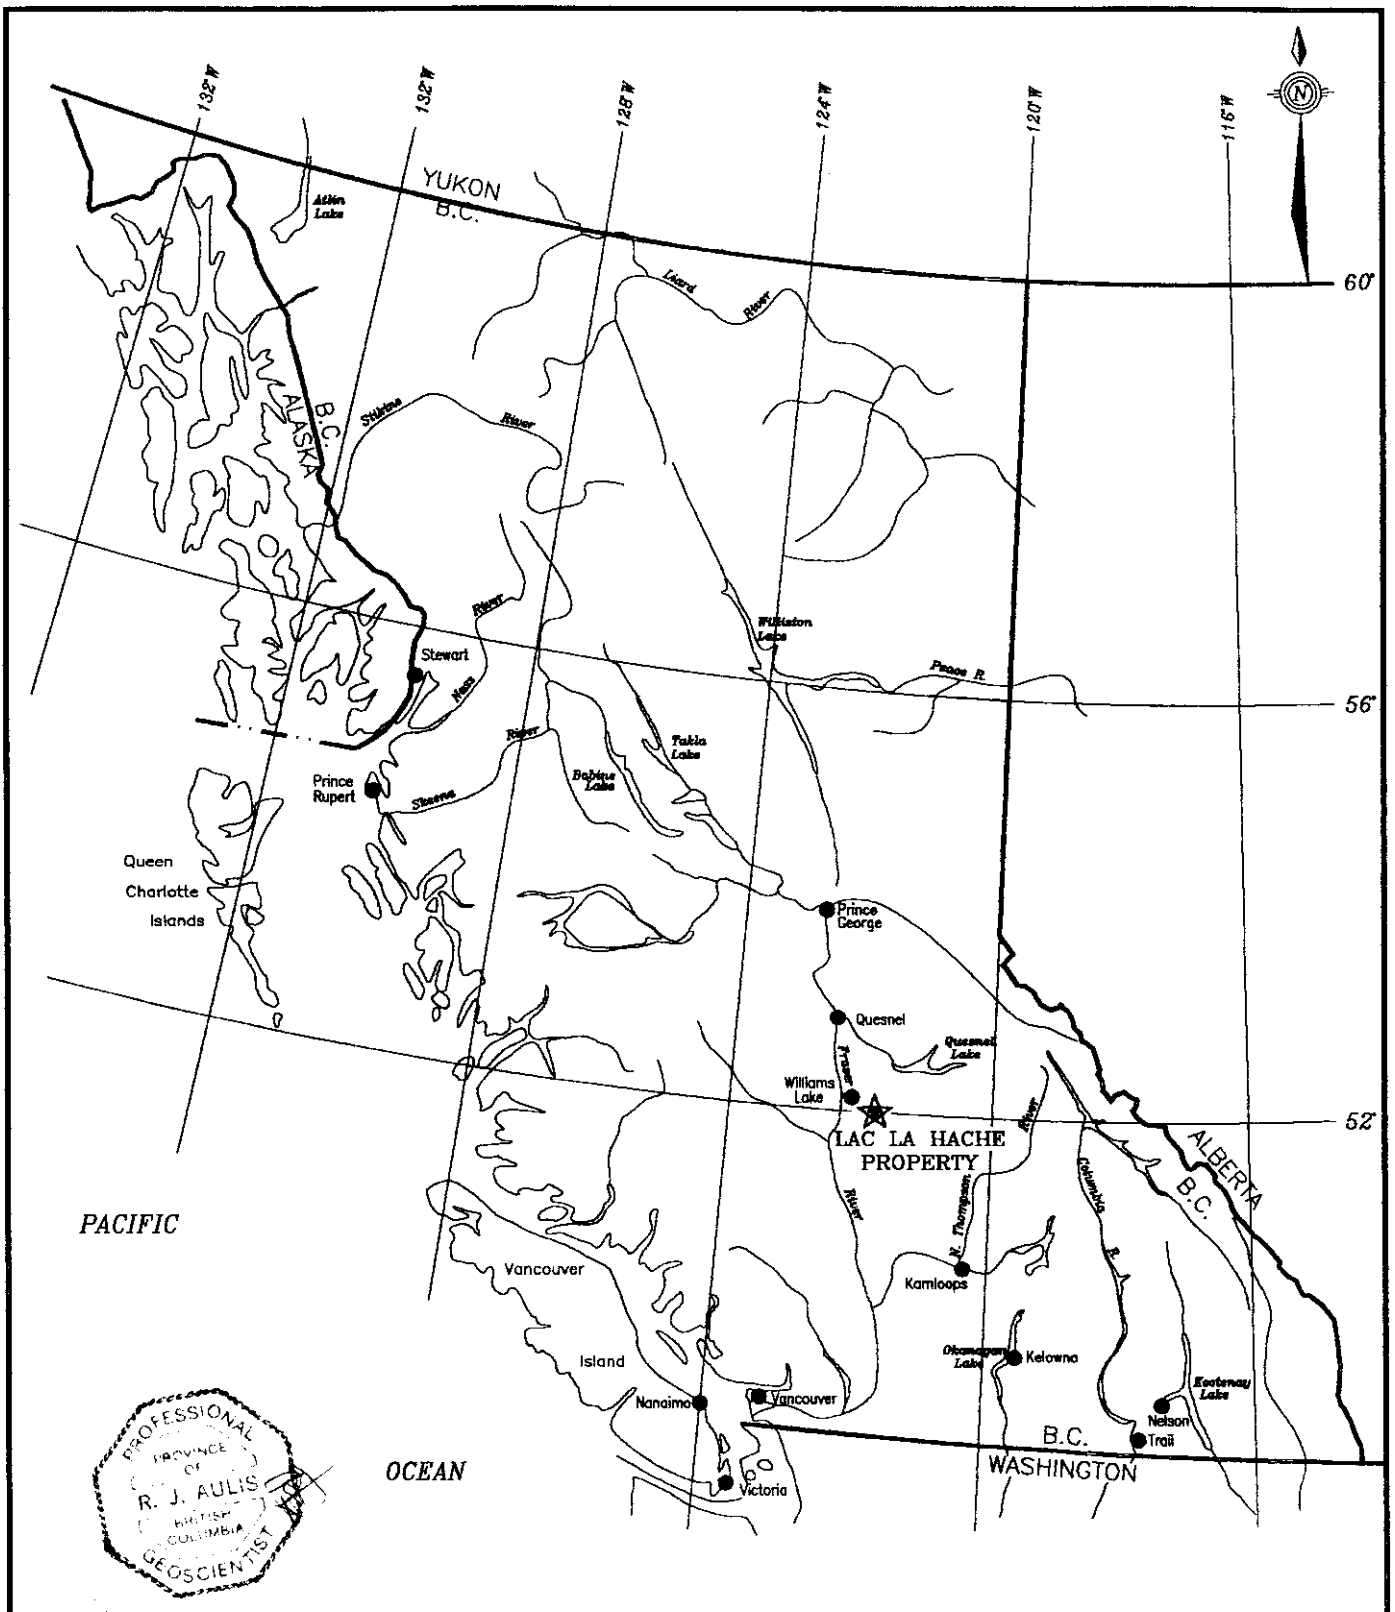 132°W
132°W
128°W
124°W
120°W
116°W
N
YUKON
B.C.
Atlin
Lake
Liard
River
60°
B.C.
ALASKA
Stikine
River
River
Nass
Stewart
Williston
Lake
Peace R.
56°
Prince
Rupert
Skeena
River
Babine
Lake
Takla
Lake
Queen
Charlotte
Islands
Prince
George
Quesnel
Quesnel
Lake
Fraser
Williams
Lake
LAC LA HACHE
PROPERTY
River
52°
River
N. Thompson
Columbia
R.
ALBERTA
B.C.
PACIFIC
Vancouver
Island
Kamloops
Okanagan
Lake
Kelowna
Kootenay
Lake
Nanaimo
Vancouver
Nelson
Trail
B.C.
WASHINGTON
Victoria
OCEAN
PROFESSIONAL
PROVINCE
OF
R. J. AULIS
BRITISH
COLUMBIA
GEOSCIENTIST